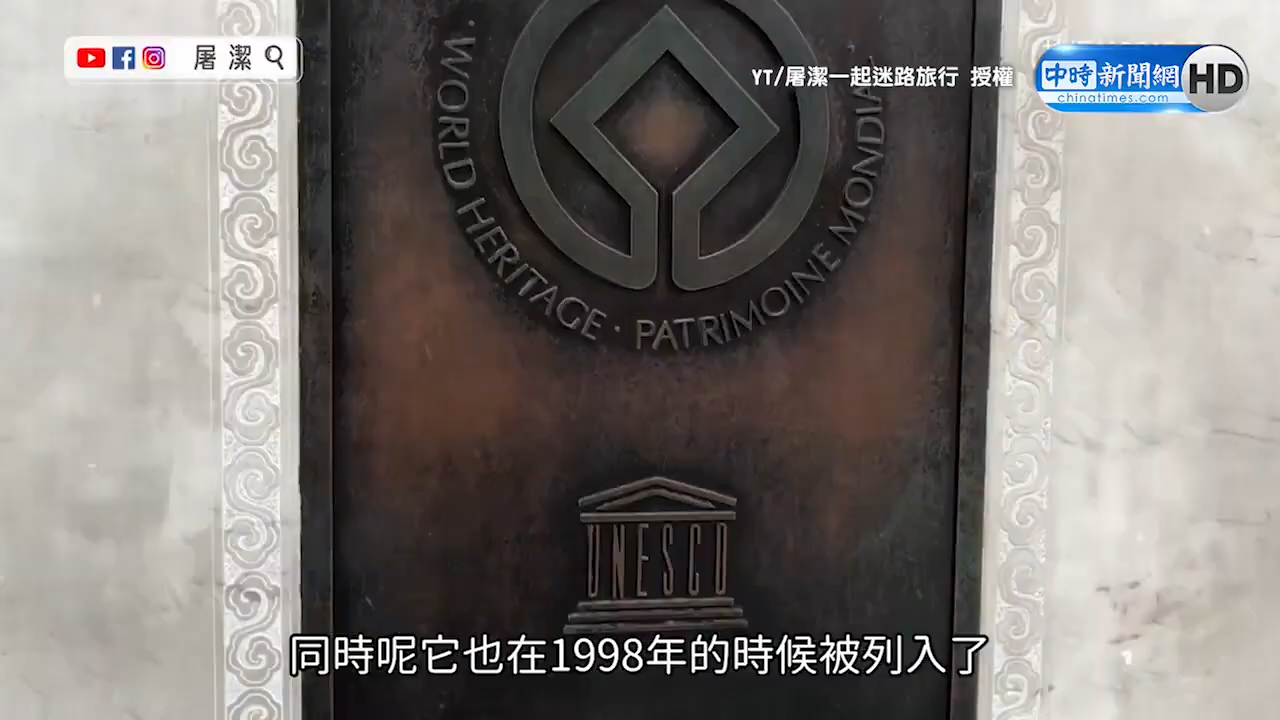 屠潔
YT/屠潔一起迷路旅行 授權
中時新聞網 HD
chinatimes.com
WORLD HERITAGE · PATRIMOINE MONDIAL
UNESCO
同時呢它也在1998年的時候被列入了